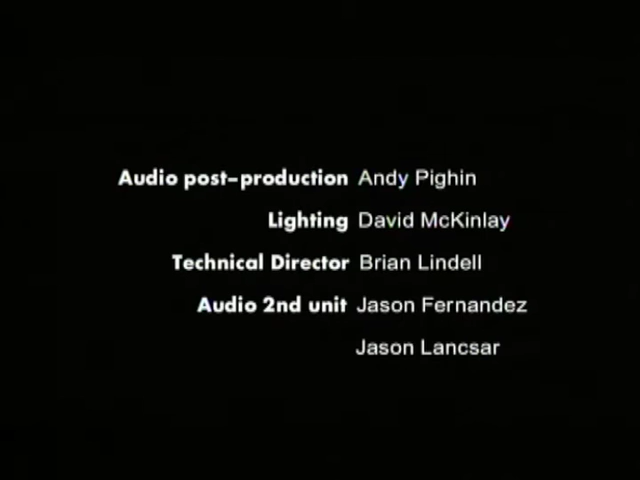 Audio post-production Andy Pighin
Lighting David McKinlay
Technical Director Brian Lindell
Audio 2nd unit Jason Fernandez
Jason Lancsar